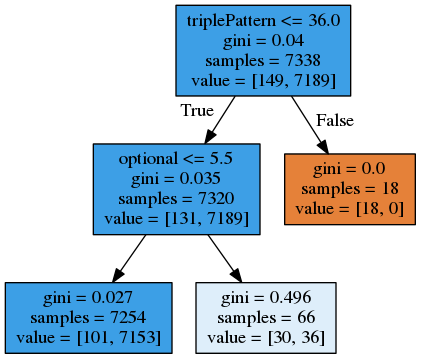 triplePattern <= 36.0
gini = 0.04
samples = 7338
value = [149, 7189]
True
False
optional <= 5.5
gini = 0.035
samples = 7320
value = [131, 7189]
gini = 0.0
samples = 18
value = [18, 0]
gini = 0.027
samples = 7254
value = [101, 7153]
gini = 0.496
samples = 66
value = [30, 36]